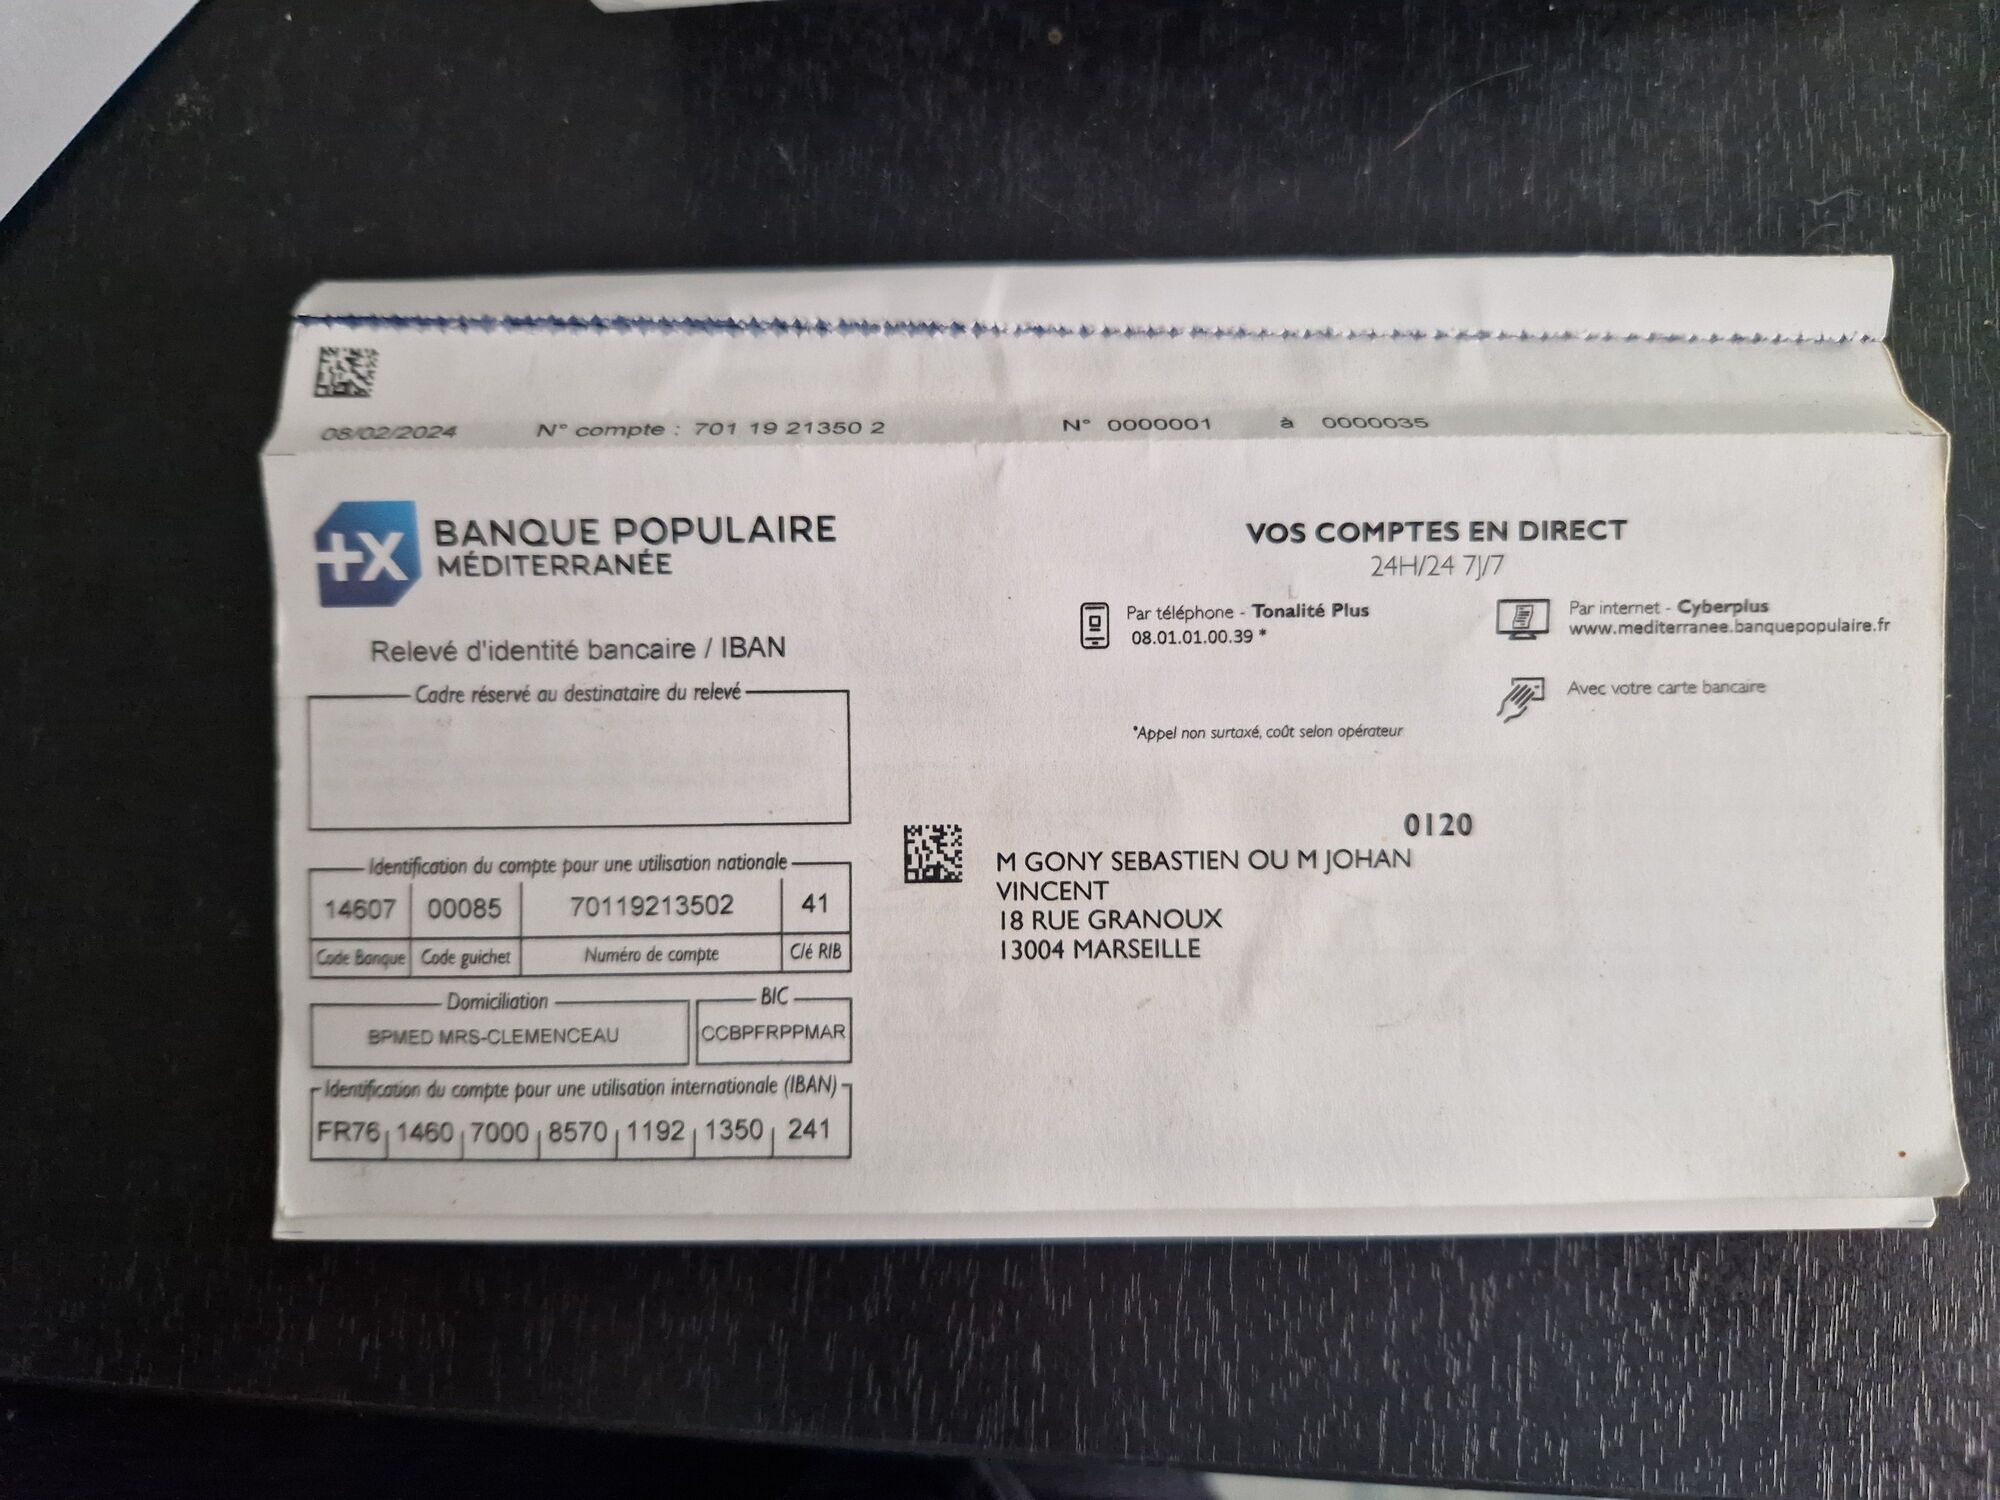 08/02/2024 N° compte : 701 19 21350 2 N° 0000001 à 0000035
+X BANQUE POPULAIRE
MÉDITERRANÉE
Relevé d'identité bancaire / IBAN
Cadre réservé au destinataire du relevé
Identification du compte pour une utilisation nationale
14607 00085 70119213502 41
Code Banque Code guichet Numéro de compte Clé RIB
Domiciliation BIC
BPMED MRS-CLEMENCEAU CCBPFRPPMAR
Identification du compte pour une utilisation internationale (IBAN)
FR76 1460 7000 8570 1192 1350 241
VOS COMPTES EN DIRECT
24H/24 7J/7
Par téléphone - Tonalité Plus
08.01.01.00.39 *
Par internet - Cyberplus
www.mediterranee.banquepopulaire.fr
Avec votre carte bancaire
*Appel non surtaxé, coût selon opérateur
0120
M GONY SEBASTIEN OU M JOHAN
VINCENT
18 RUE GRANOUX
13004 MARSEILLE